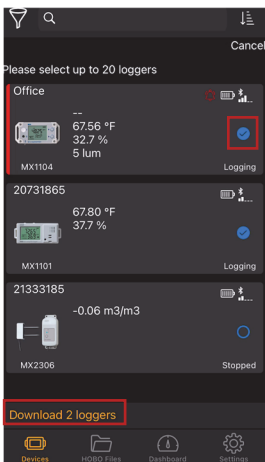 Cancel
Please select up to 20 loggers
Office
--
67.56 °F
32.7 %
5 lum
MX1104
Logging
20731865
67.80 °F
37.7 %
MX1101
Logging
21333185
-0.06 m3/m3
MX2306
Stopped
Download 2 loggers
Devices
HOBO Files
Dashboard
Settings